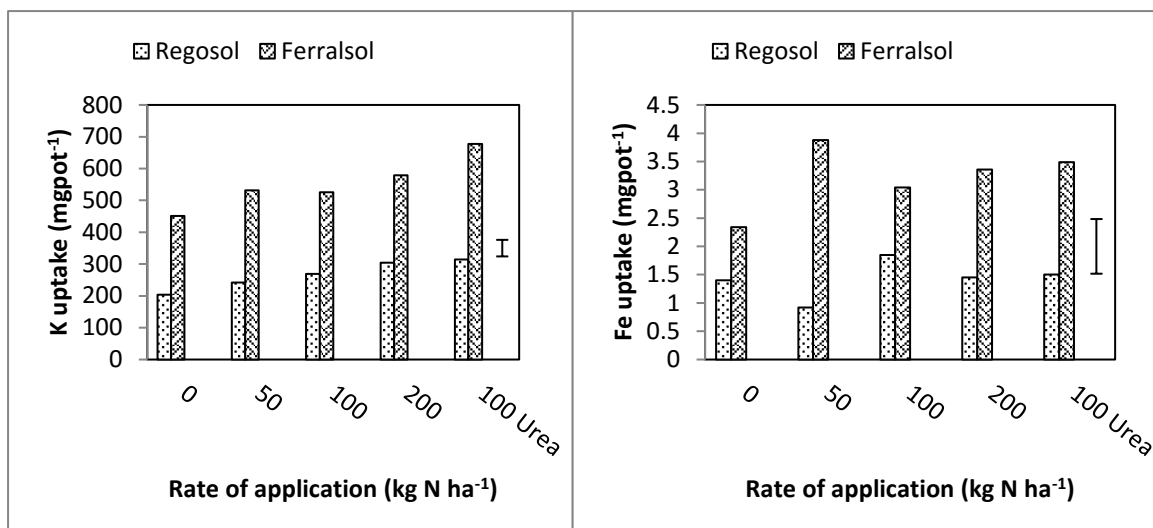 Regosol Ferralsol
K uptake (mgpot-1)
800
700
600
500
400
300
200
100
0
0 50 100 200 100 Urea
Rate of application (kg N ha-1)
Regosol Ferralsol
Fe uptake (mgpot-1)
4.5
4
3.5
3
2.5
2
1.5
1
0.5
0
0 50 100 200 100 Urea
Rate of application (kg N ha-1)